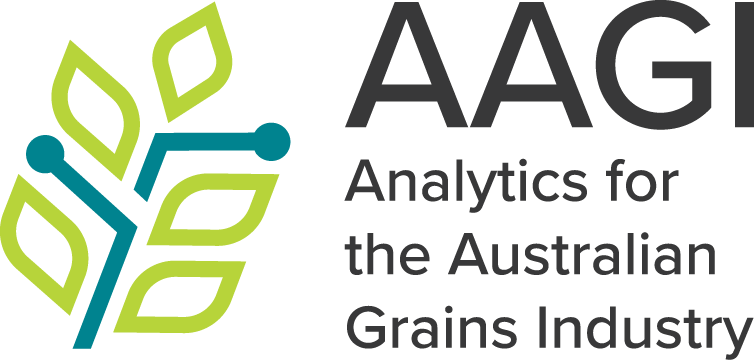 AAGI
Analytics for
the Australian
Grains Industry